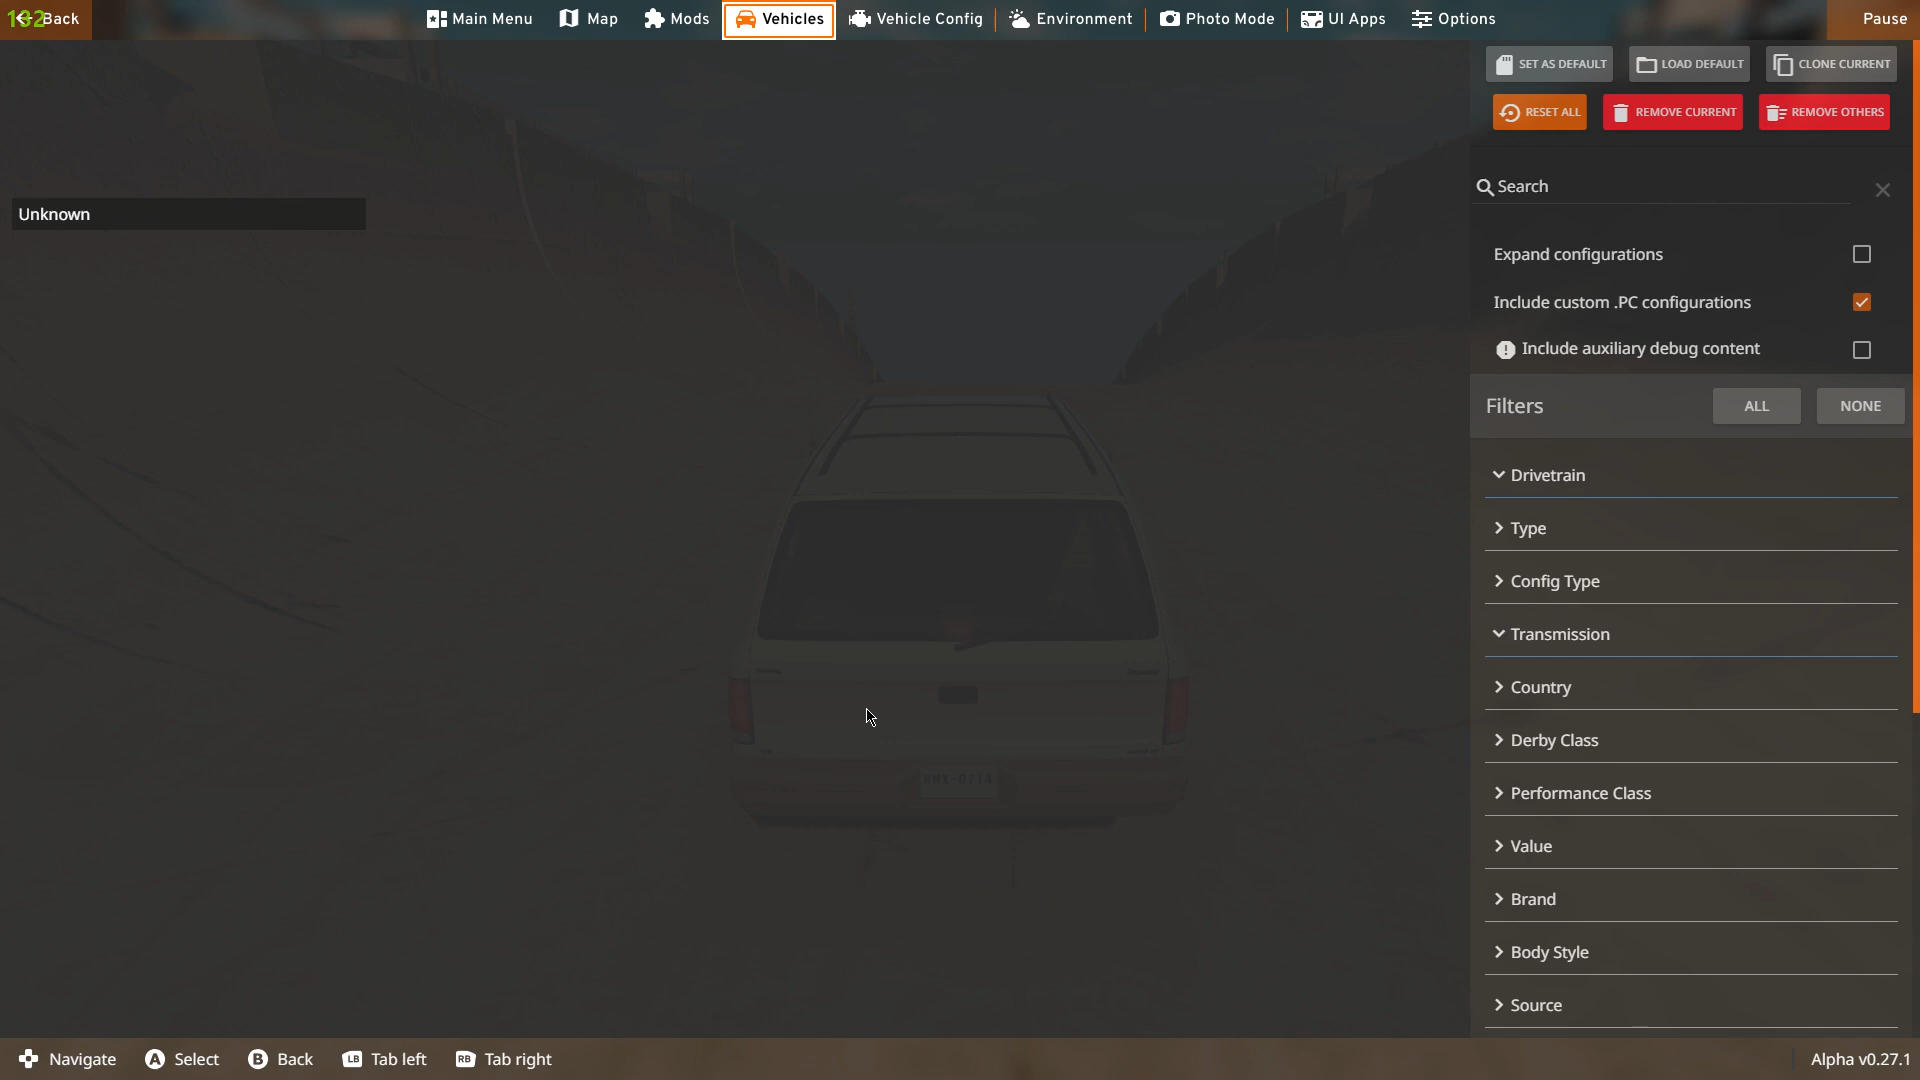 132
Back
Main Menu
Map
Mods
Vehicles
Vehicle Config
Environment
Photo Mode
UI Apps
Options
Pause
SET AS DEFAULT
LOAD DEFAULT
CLONE CURRENT
RESET ALL
REMOVE CURRENT
REMOVE OTHERS
Search
Unknown
Expand configurations
Include custom .PC configurations
Include auxiliary debug content
Filters
ALL
NONE
Drivetrain
Type
Config Type
Transmission
Country
Derby Class
Performance Class
Value
Brand
Body Style
Source
Navigate
A Select
B Back
LB Tab left
RB Tab right
Alpha v0.27.1